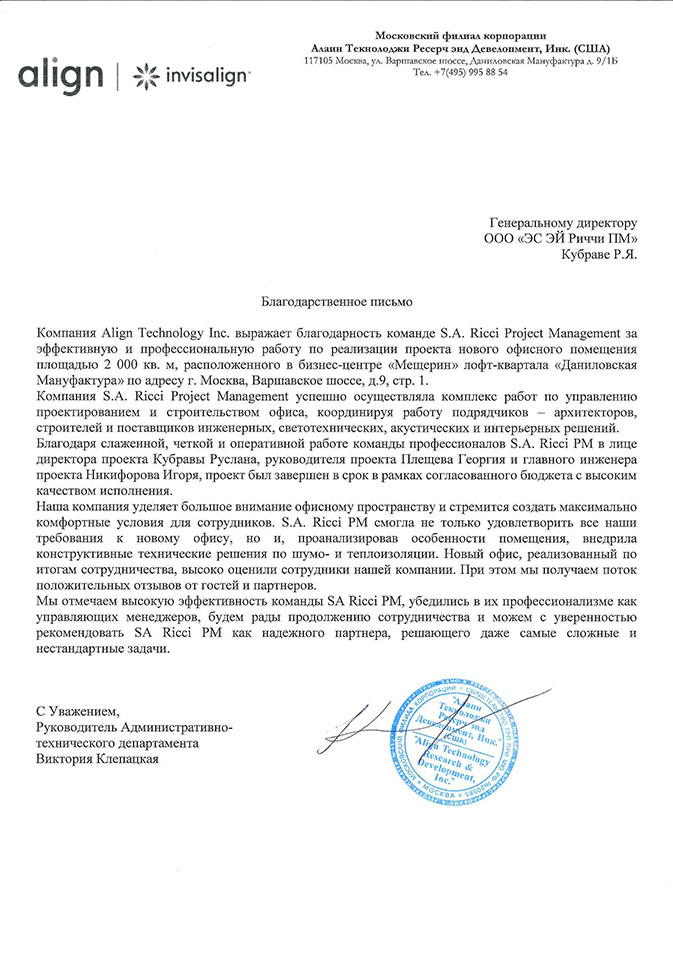 align | invisalign
Московский филиал корпорации
Алаин Текнолоджи Ресерч энд Девелопмент, Инк. (США)
117105 Москва, ул. Варшавское шоссе, Даниловская Мануфактура д. 9/1Б
Тел. +7(495) 995 88 54
Генеральному директору
ООО «ЭС ЭЙ Риччи ПМ»
Кубраве Р.Я.
Благодарственное письмо
Компания Align Technology Inc. выражает благодарность команде S.A. Ricci Project Management за
эффективную и профессиональную работу по реализации проекта нового офисного помещения
площадью 2 000 кв. м, расположенного в бизнес-центре «Мещерин» лофт-квартала «Даниловская
Мануфактура» по адресу г. Москва, Варшавское шоссе, д.9, стр. 1.
Компания S.A. Ricci Project Management успешно осуществляла комплекс работ по управлению
проектированием и строительством офиса, координируя работу подрядчиков – архитекторов,
строителей и поставщиков инженерных, светотехнических, акустических и интерьерных решений.
Благодаря слаженной, четкой и оперативной работе команды профессионалов S.A. Ricci PM в лице
директора проекта Кубравы Руслана, руководителя проекта Плещева Георгия и главного инженера
проекта Никифорова Игоря, проект был завершен в срок в рамках согласованного бюджета с высоким
качеством исполнения.
Наша компания уделяет большое внимание офисному пространству и стремится создать максимально
комфортные условия для сотрудников. S.A. Ricci PM смогла не только удовлетворить все наши
требования к новому офису, но и, проанализировав особенности помещения, внедрила
конструктивные технические решения по шумо- и теплоизоляции. Новый офис, реализованный по
итогам сотрудничества, высоко оценили сотрудники нашей компании. При этом мы получаем поток
положительных отзывов от гостей и партнеров.
Мы отмечаем высокую эффективность команды SA Ricci PM, убедились в их профессионализме как
управляющих менеджеров, будем рады продолжению сотрудничества и можем с уверенностью
рекомендовать SA Ricci PM как надежного партнера, решающего даже самые сложные и
нестандартные задачи.
С Уважением,
Руководитель Административно-
технического департамента
Виктория Клепацкая
"Алаин
Текнолоджи
Ресерч энд
Девелопмент, Инк."
(США)
"Align Technology
Research &
Development,
Inc."
МОСКОВСКИЙ ФИЛИАЛ КОРПОРАЦИИ
МОСКВА